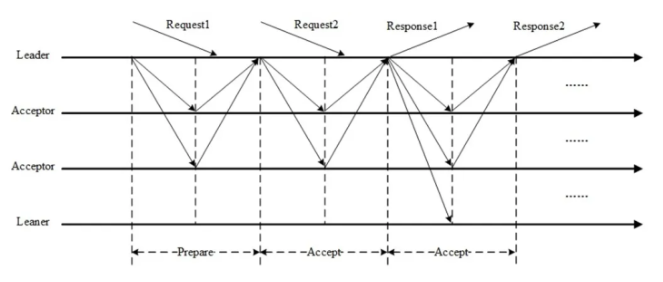 Request1 Request2 Response1 Response2
Leader
......
Acceptor
......
Acceptor
......
Leaner
Prepare Accept Accept